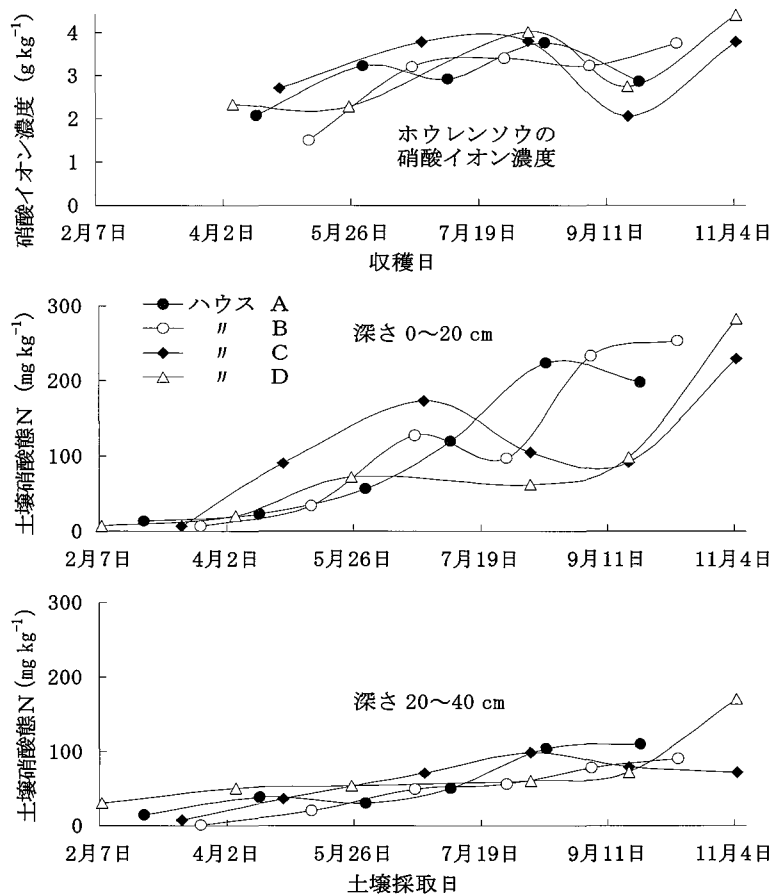 硝酸イオン濃度 (g kg⁻¹)
4
3
2
1
0
ホウレンソウの
硝酸イオン濃度
2月7日 4月2日 5月26日 7月19日 9月11日 11月4日
収穫日
土壌硝酸態N (mg kg⁻¹)
300
200
100
0
ハウス A
〃 B
〃 C
〃 D
深さ 0～20 cm
2月7日 4月2日 5月26日 7月19日 9月11日 11月4日
土壌硝酸態N (mg kg⁻¹)
300
200
100
0
深さ 20～40 cm
2月7日 4月2日 5月26日 7月19日 9月11日 11月4日
土壌採取日